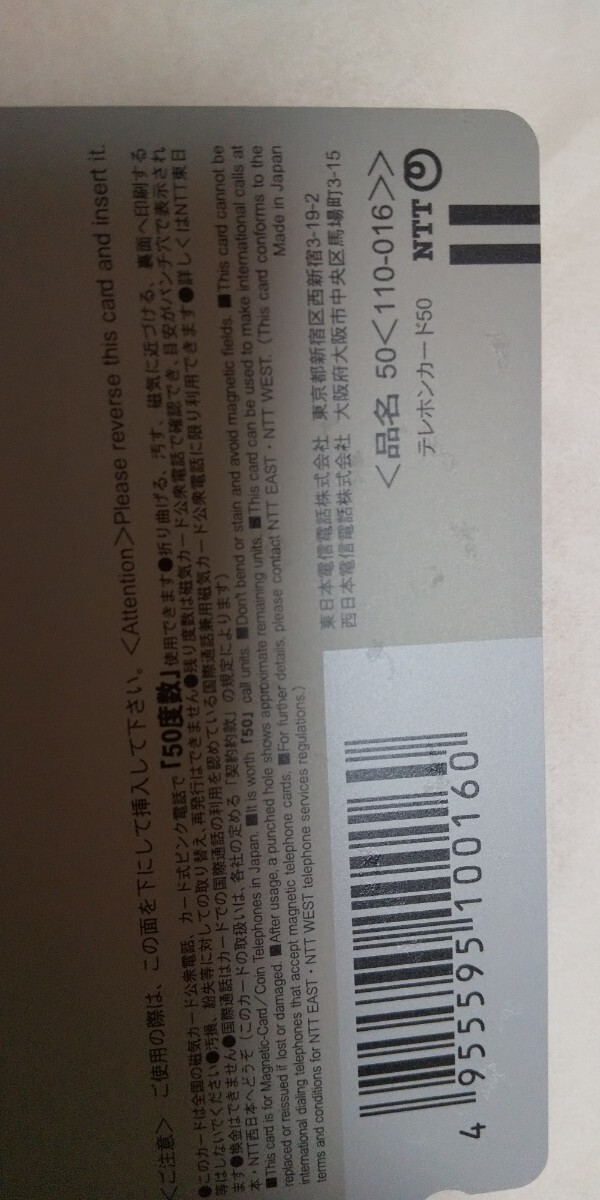 <ご注意> ご使用の際は、この面を下にして挿入して下さい。<Attention>Please reverse this card and insert it.
●このカードは全国の磁気カード公衆電話、カード式ピンク電話で「50度数」使用できます●折り曲げる、汚す、磁気に近づける、裏面へ印刷する
等はしないでください●汚損、紛失等に対しての取り替え、再発行はできません●残り度数は磁気カード公衆電話で確認でき、目安がパンチ穴で表示され
ます●換金はできません●国際通話はカードでの国際通話の利用を認めている国際通話兼用磁気カード公衆電話に限り利用できます●詳しくはNTT東日
本・NTT西日本へどうぞ(このカードの取扱いは、各社の定める「契約約款」の規定によります)
■This card is for Magnetic-Card/Coin Telephones in Japan. ■It is worth「50」call units. ■Don't bend or stain and avoid magnetic fields. ■This card cannot be
replaced or reissued if lost or damaged. ■After usage, a punched hole shows approximate remaining units. ■This card can be used to make international calls at
international dialing telephones that accept magnetic telephone cards. ■For further details, please contact NTT EAST・NTT WEST. (This card conforms to the
terms and conditions for NTT EAST・NTT WEST telephone services regulations.)
Made in Japan
東日本電信電話株式会社 東京都新宿区西新宿3-19-2
西日本電信電話株式会社 大阪府大阪市中央区馬場町3-15
<品名 50<110-016>>
テレホンカード50 NTT
4 955595 100160